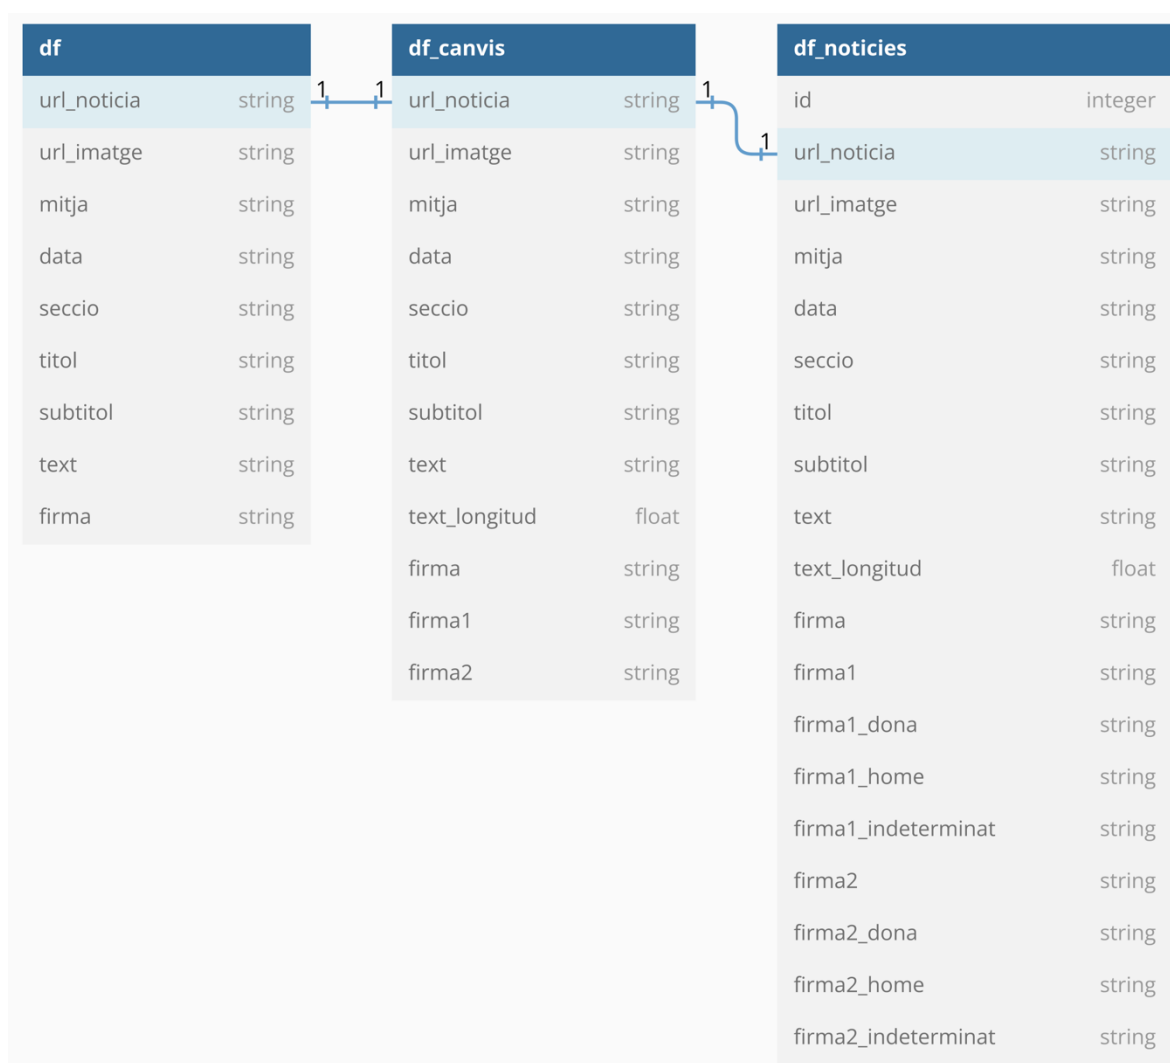 df
url_noticia string
url_imatge string
mitja string
data string
seccio string
titol string
subtitol string
text string
firma string
1 1
df_canvis
url_noticia string
url_imatge string
mitja string
data string
seccio string
titol string
subtitol string
text string
text_longitud float
firma string
firma1 string
firma2 string
1
1
df_noticies
id integer
url_noticia string
url_imatge string
mitja string
data string
seccio string
titol string
subtitol string
text string
text_longitud float
firma string
firma1 string
firma1_dona string
firma1_home string
firma1_indeterminat string
firma2 string
firma2_dona string
firma2_home string
firma2_indeterminat string